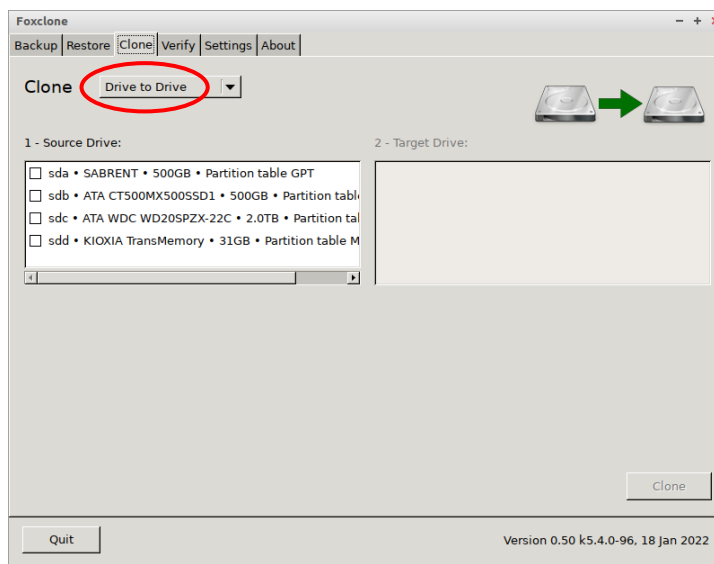 Foxclone
Backup Restore Clone Verify Settings About
Clone Drive to Drive
1 - Source Drive: 2 - Target Drive:
sda • SABRENT • 500GB • Partition table GPT
sdb • ATA CT500MX500SSD1 • 500GB • Partition tabl
sdc • ATA WDC WD20SPZX-22C • 2.0TB • Partition tal
sdd • KIOXIA TransMemory • 31GB • Partition table M
Clone
Quit Version 0.50 k5.4.0-96, 18 Jan 2022